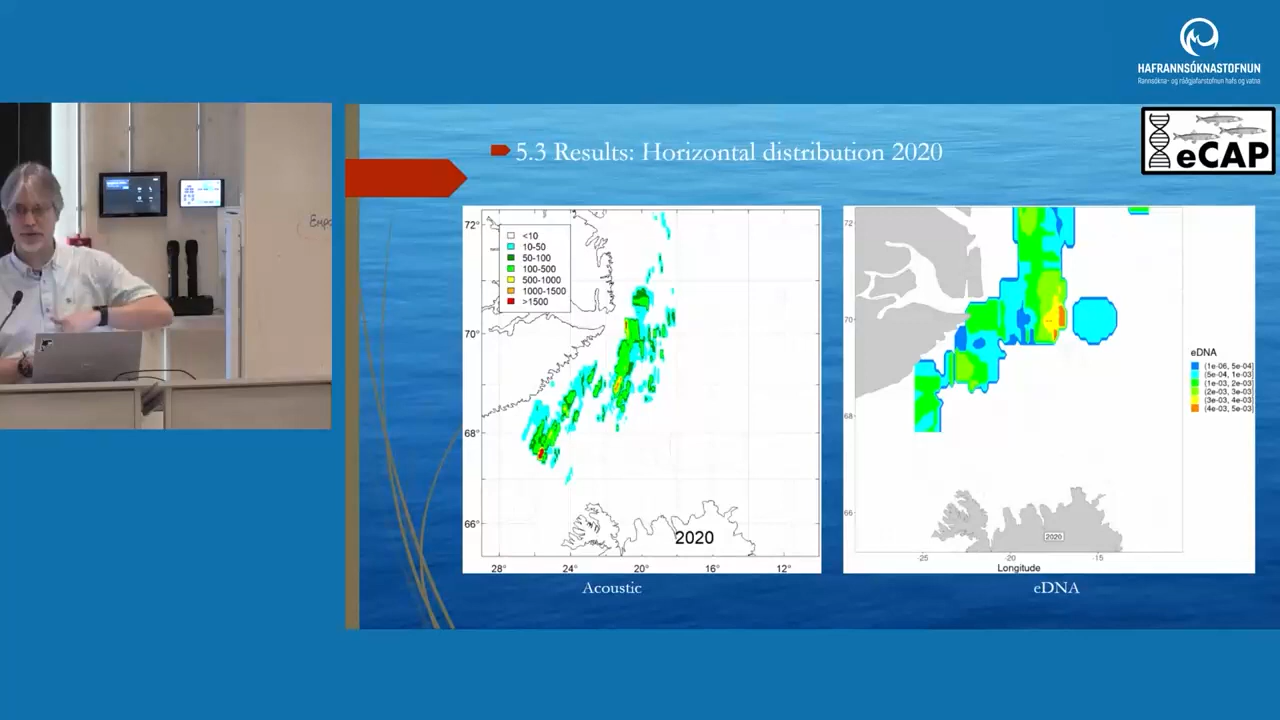 HAFRANNSÓKNASTOFNUN
Rannsókna- og ráðgjafarstofnun hafs og vatna
eCAP
5.3 Results: Horizontal distribution 2020
72°
70°
68°
66°
<10
10-50
50-100
100-500
500-1000
1000-1500
>1500
2020
28° 24° 20° 16° 12°
Acoustic
72
70
68
66
2020
-25 -20 -15
Longitude
eDNA
(1e-06, 5e-04]
(5e-04, 1e-03]
(1e-03, 2e-03]
(2e-03, 3e-03]
(3e-03, 4e-03]
(4e-03, 5e-03]
eDNA